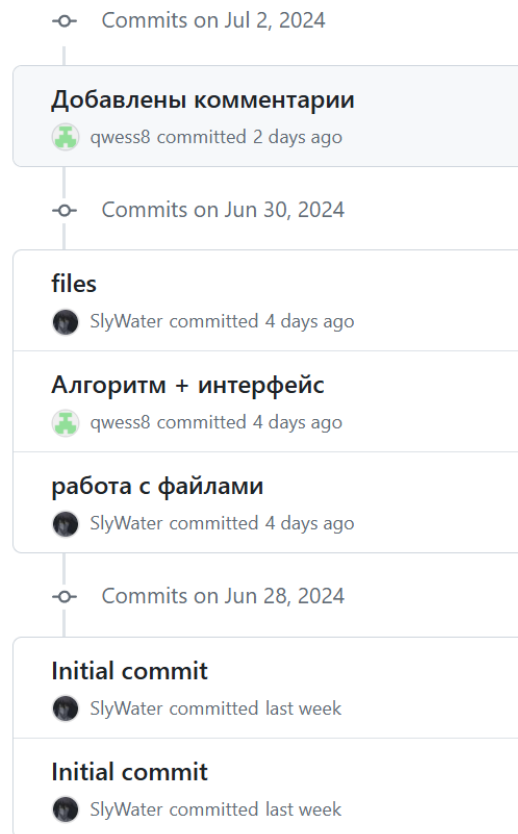 Commits on Jul 2, 2024
Добавлены комментарии
qwess8 committed 2 days ago
Commits on Jun 30, 2024
files
SlyWater committed 4 days ago
Алгоритм + интерфейс
qwess8 committed 4 days ago
работа с файлами
SlyWater committed 4 days ago
Commits on Jun 28, 2024
Initial commit
SlyWater committed last week
Initial commit
SlyWater committed last week